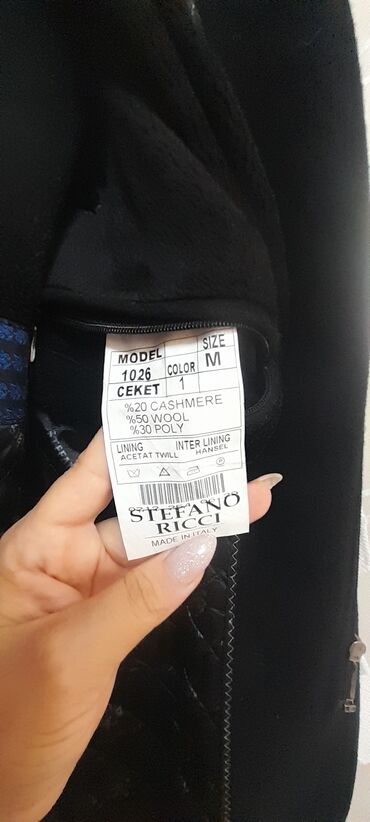 MODEL SIZE
1026 COLOR M
CEKET 1
%20 CASHMERE
%50 WOOL
%30 POLY
LINING INTER LINING
ACETAT TWILL HANSEL
STEFANO
RICCI
MADE IN ITALY